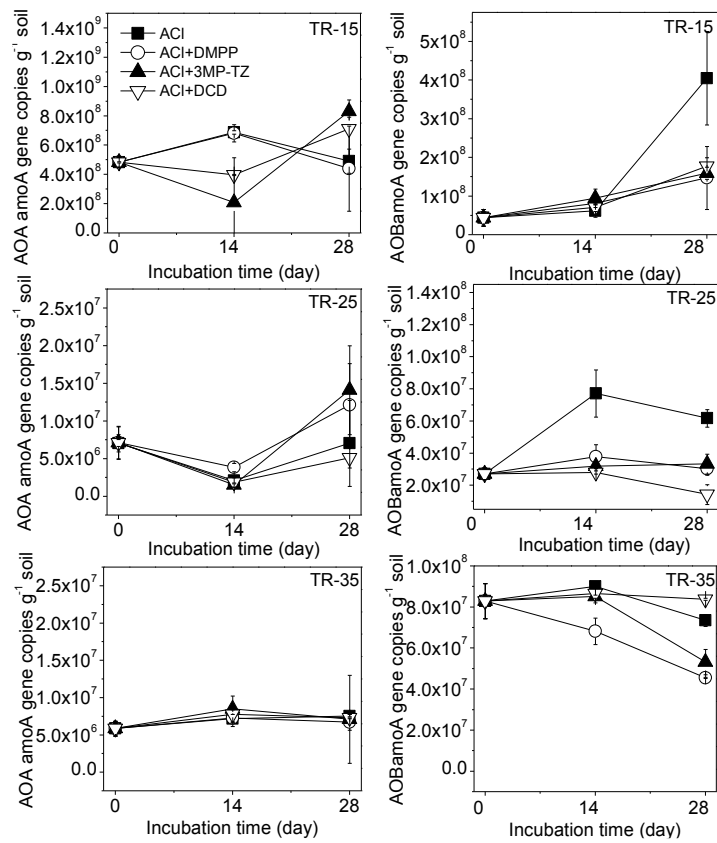 AOA amoA gene copies g⁻¹ soil
1.4x10⁹
1.2x10⁹
1.0x10⁹
8.0x10⁸
6.0x10⁸
4.0x10⁸
2.0x10⁸
0.0
TR-15
ACI
ACI+DMPP
ACI+3MP-TZ
ACI+DCD
0 14 28
Incubation time (day)
AOBamoA gene copies g⁻¹ soil
5x10⁸
4x10⁸
3x10⁸
2x10⁸
1x10⁸
0
TR-15
0 14 28
Incubation time (day)
AOA amoA gene copies g⁻¹ soil
2.5x10⁷
2.0x10⁷
1.5x10⁷
1.0x10⁷
5.0x10⁶
0.0
TR-25
0 14 28
Incubation time (day)
AOBamoA gene copies g⁻¹ soil
1.4x10⁸
1.2x10⁸
1.0x10⁸
8.0x10⁷
6.0x10⁷
4.0x10⁷
2.0x10⁷
TR-25
0 14 28
Incubation time (day)
AOA amoA gene copies g⁻¹ soil
2.5x10⁷
2.0x10⁷
1.5x10⁷
1.0x10⁷
5.0x10⁶
0.0
TR-35
0 14 28
Incubation time (day)
AOBamoA gene copies g⁻¹ soil
1.0x10⁸
8.0x10⁷
6.0x10⁷
4.0x10⁷
2.0x10⁷
0.0
TR-35
0 14 28
Incubation time (day)